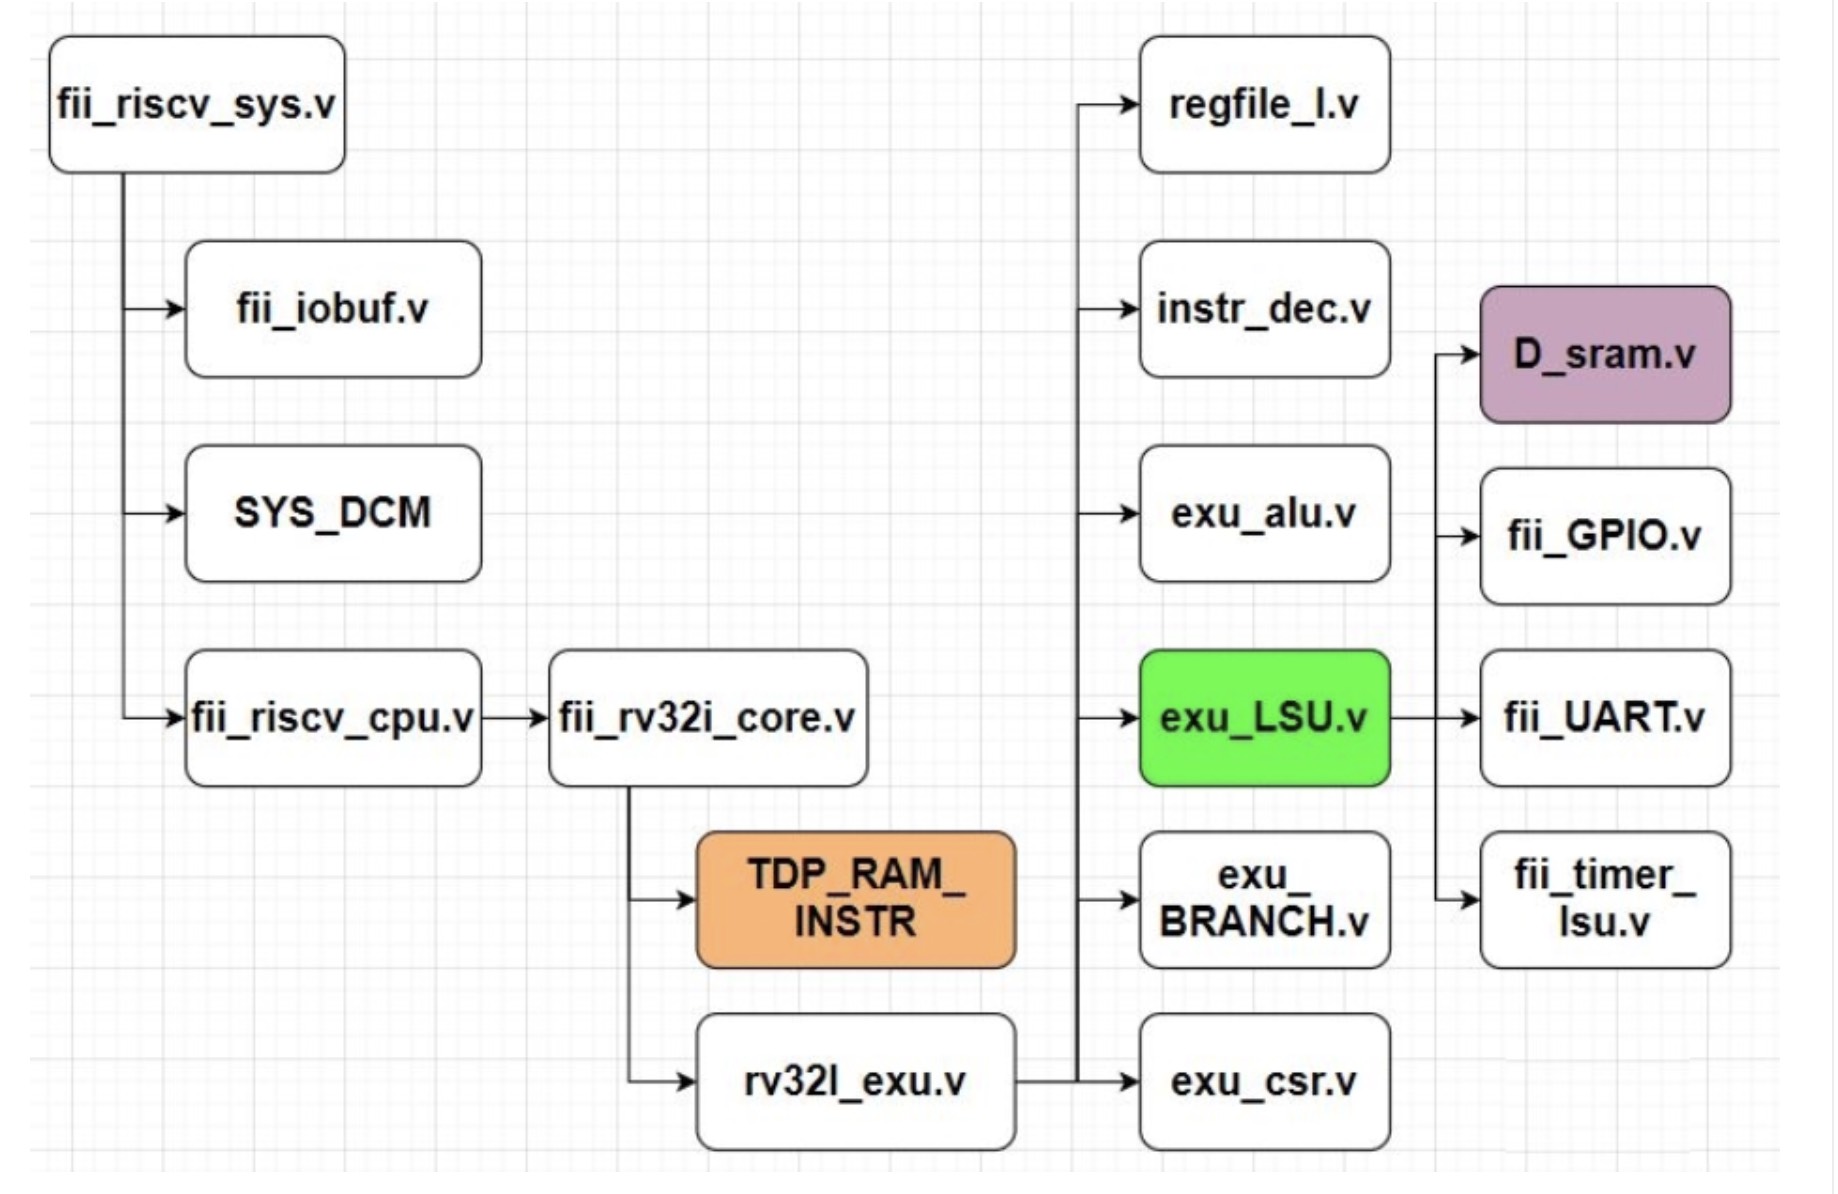 fii_riscv_sys.v
fii_iobuf.v
SYS_DCM
fii_riscv_cpu.v
fii_rv32i_core.v
TDP_RAM_
INSTR
rv32I_exu.v
regfile_I.v
instr_dec.v
exu_alu.v
exu_LSU.v
exu_
BRANCH.v
exu_csr.v
D_sram.v
fii_GPIO.v
fii_UART.v
fii_timer_
lsu.v